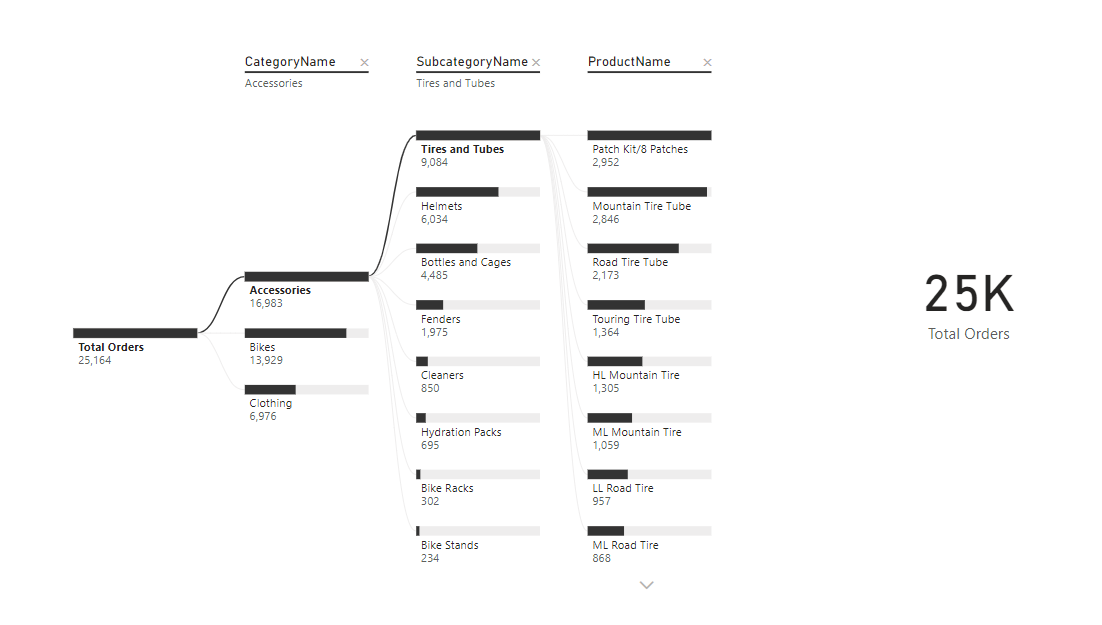 CategoryName
Accessories
SubcategoryName
Tires and Tubes
ProductName
Total Orders
25,164
Accessories
16,983
Bikes
13,929
Clothing
6,976
Tires and Tubes
9,084
Helmets
6,034
Bottles and Cages
4,485
Fenders
1,975
Cleaners
850
Hydration Packs
695
Bike Racks
302
Bike Stands
234
Patch Kit/8 Patches
2,952
Mountain Tire Tube
2,846
Road Tire Tube
2,173
Touring Tire Tube
1,364
HL Mountain Tire
1,305
ML Mountain Tire
1,059
LL Road Tire
957
ML Road Tire
868
25K
Total Orders